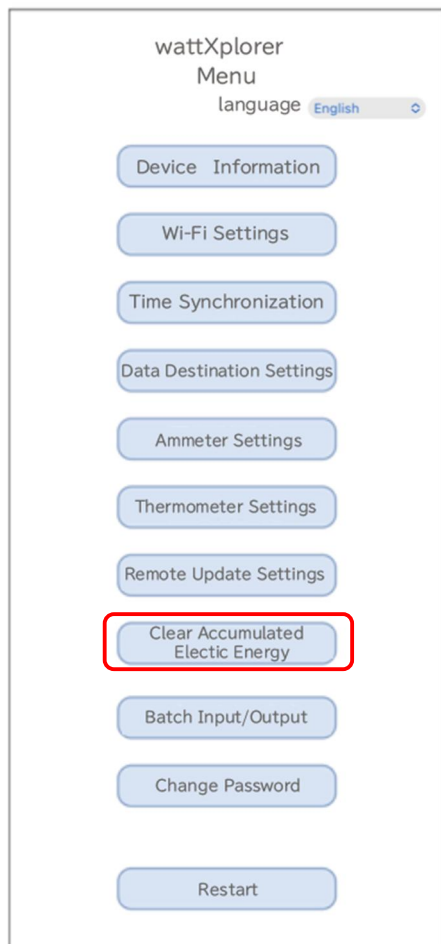 wattXplorer
Menu
language English
Device Information
Wi-Fi Settings
Time Synchronization
Data Destination Settings
Ammeter Settings
Thermometer Settings
Remote Update Settings
Clear Accumulated
Electic Energy
Batch Input/Output
Change Password
Restart